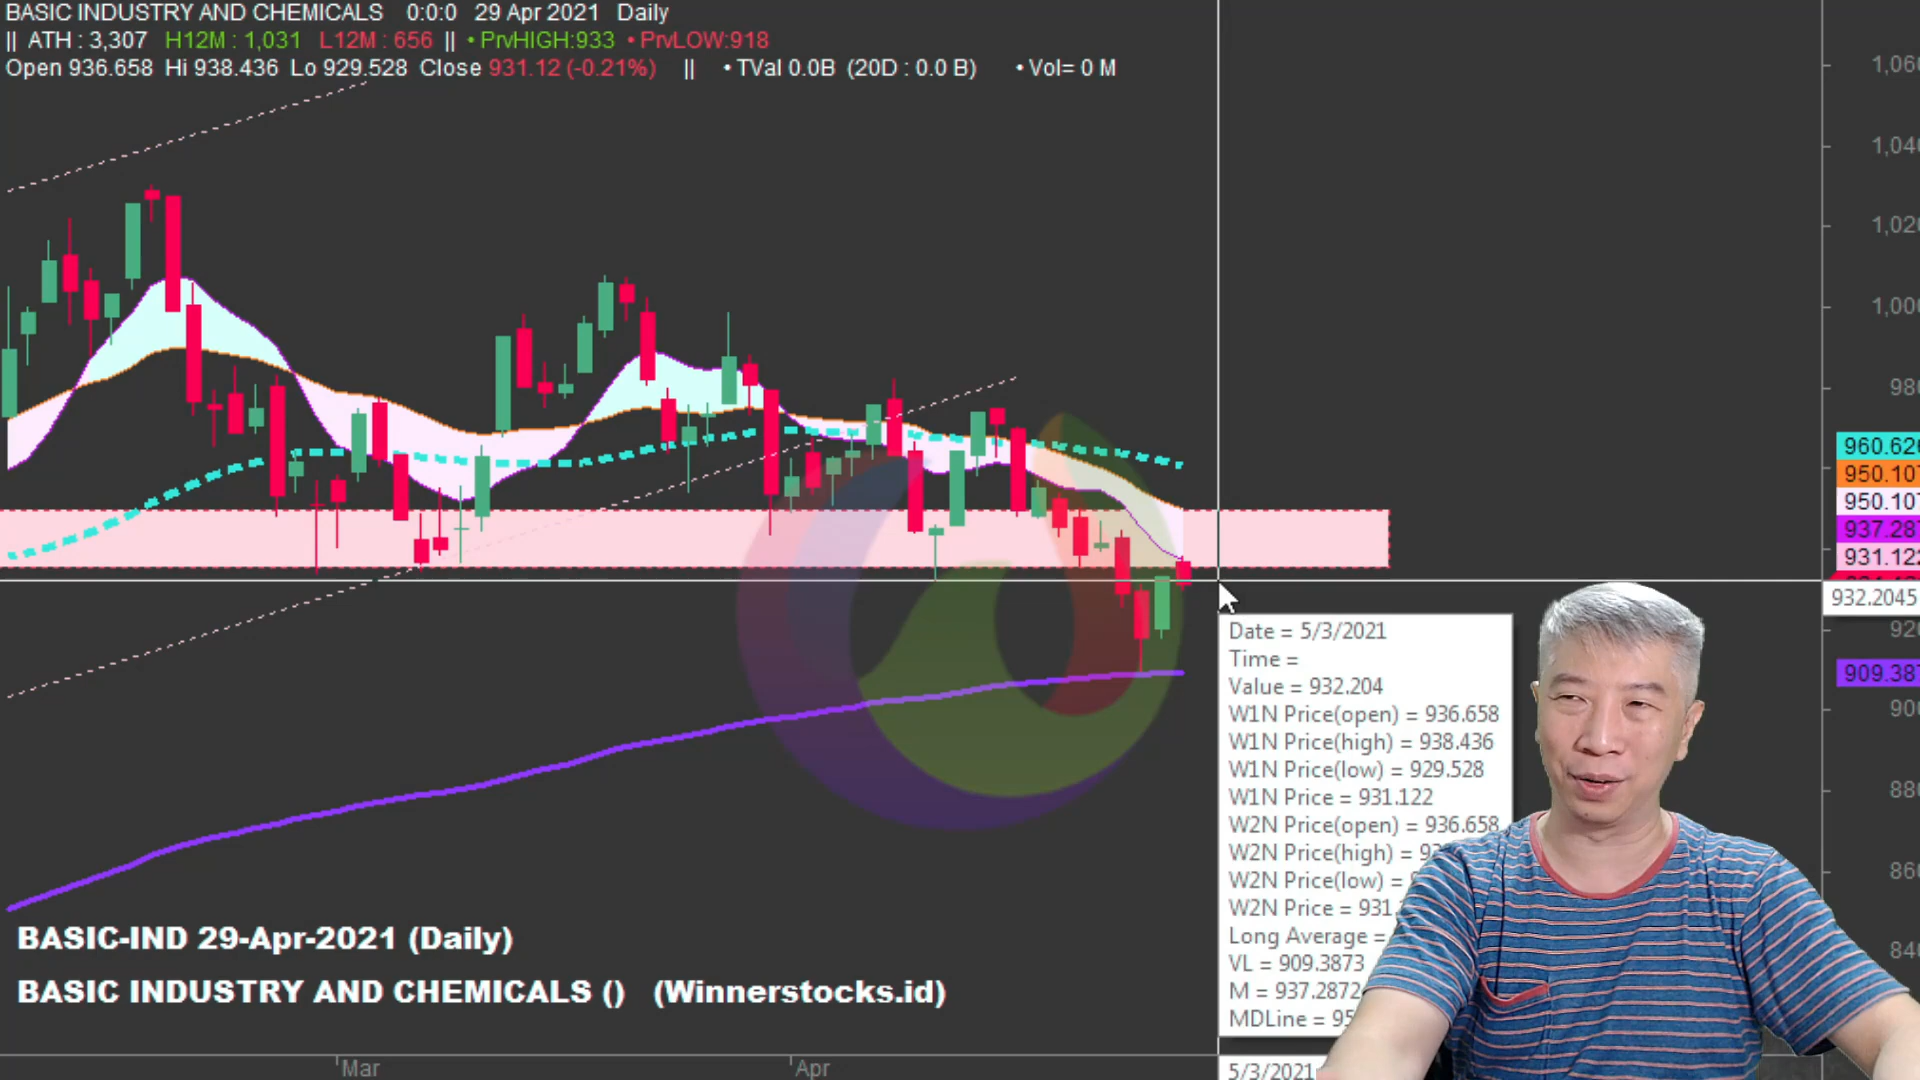 BASIC INDUSTRY AND CHEMICALS 0:0:0 29 Apr 2021 Daily
|| ATH : 3,307 H12M : 1,031 L12M : 656 || • PrvHIGH:933 • PrvLOW:918
Open 936.658 Hi 938.436 Lo 929.528 Close 931.12 (-0.21%) || • TVal 0.0B (20D : 0.0 B) • Vol= 0 M
960.62
950.107
950.107
937.287
931.122
932.2045
909.387
Date = 5/3/2021
Time =
Value = 932.204
W1N Price(open) = 936.658
W1N Price(high) = 938.436
W1N Price(low) = 929.528
W1N Price = 931.122
W2N Price(open) = 936.658
W2N Price(high) =
W2N Price(low) =
W2N Price = 931.
Long Average =
VL = 909.3873
M = 937.2872
MDLine =
BASIC-IND 29-Apr-2021 (Daily)
BASIC INDUSTRY AND CHEMICALS () (Winnerstocks.id)
Mar Apr 5/3/2021